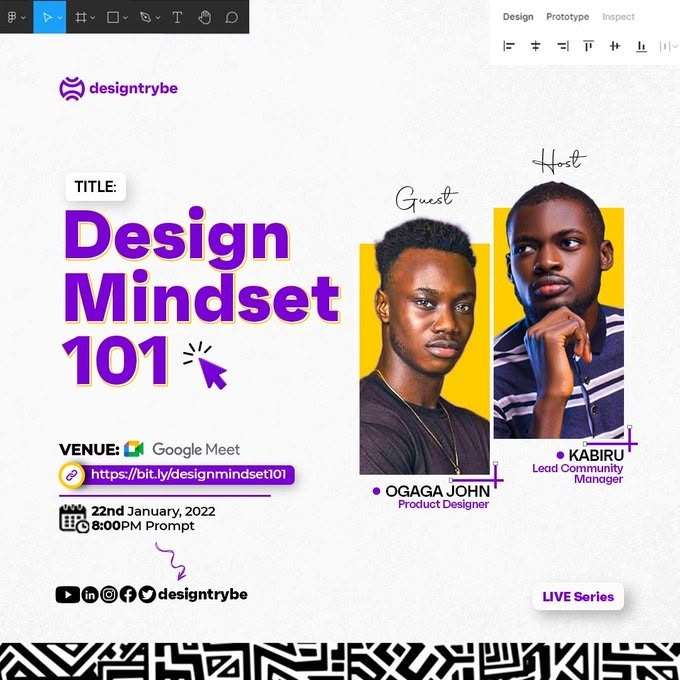 Design Prototype Inspect
T
designtrybe
Host
Guest
TITLE:
Design
Mindset
101
VENUE: Google Meet
https://bit.ly/designmindset101
22nd January, 2022
8:00PM Prompt
KABIRU
Lead Community
Manager
OGAGA JOHN
Product Designer
in designtrybe
LIVE Series